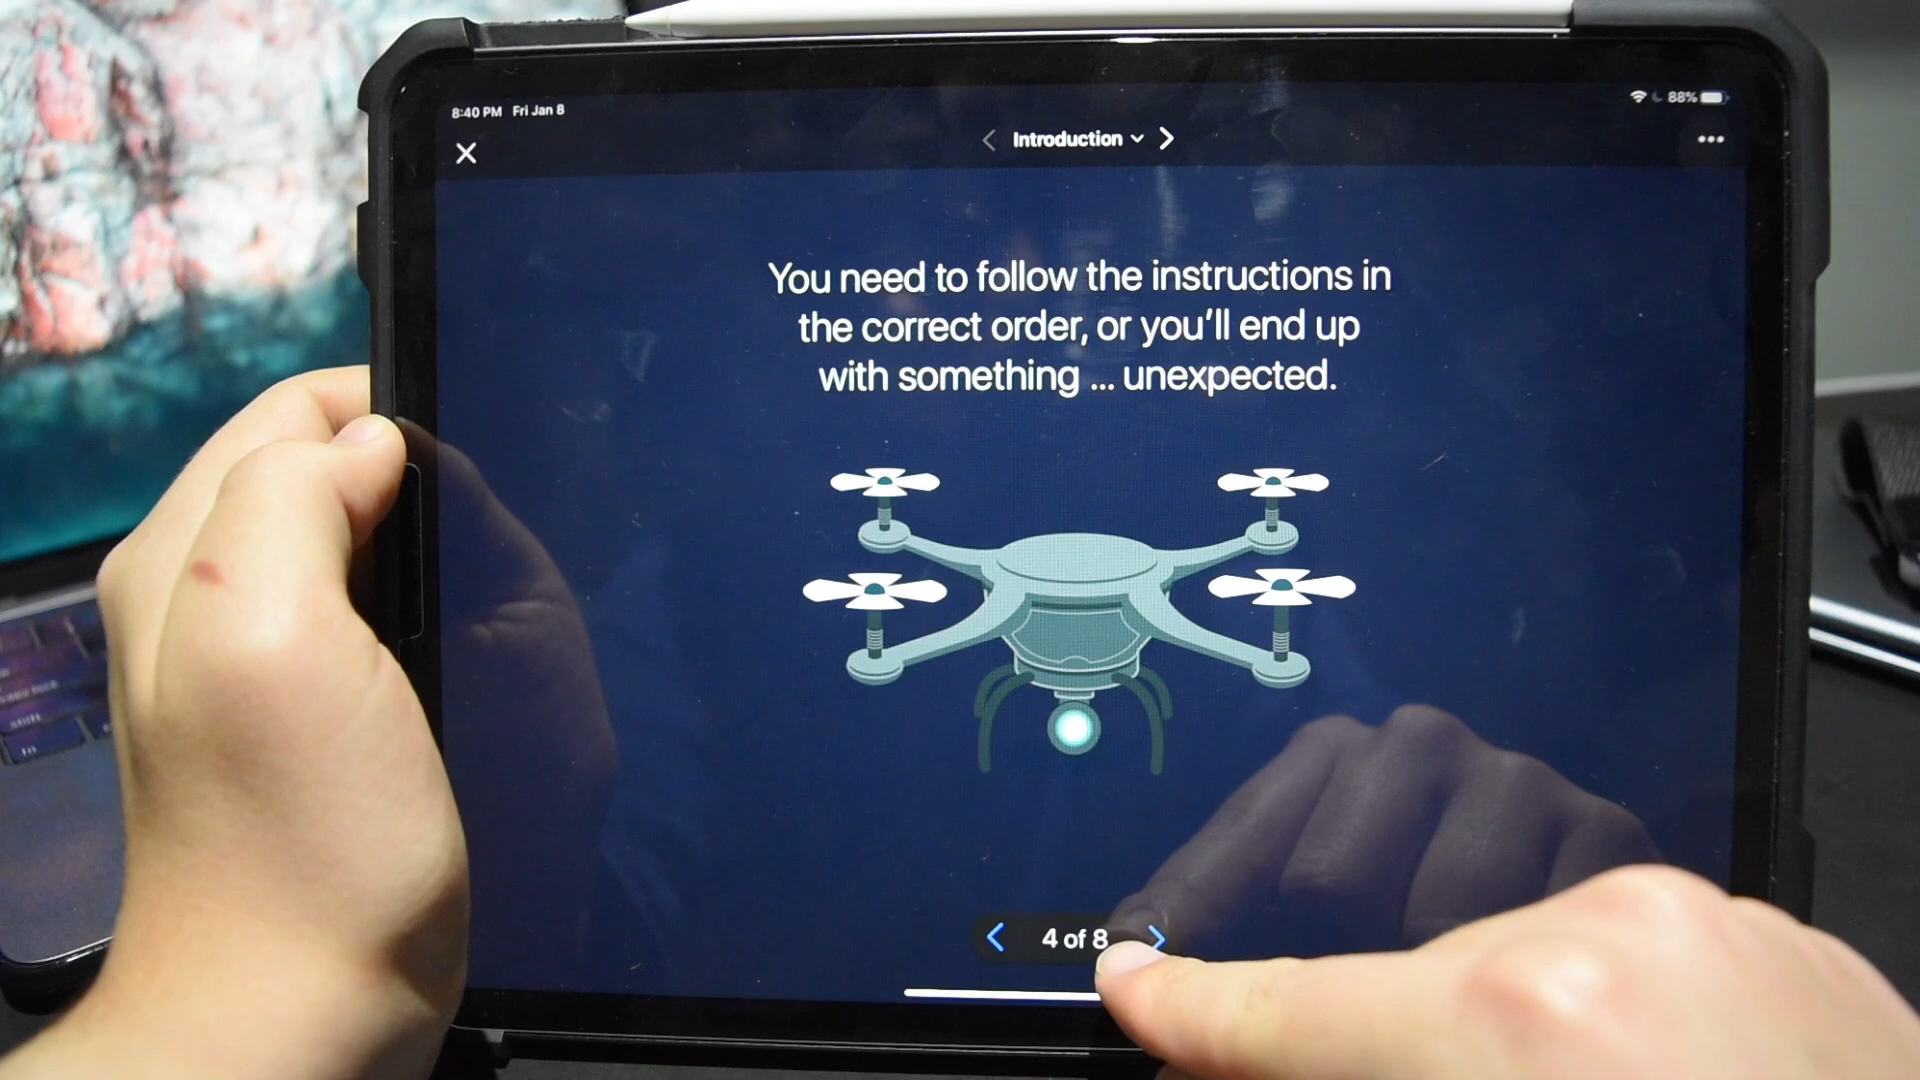 8:40 PM Fri Jan 8
88%
Introduction
You need to follow the instructions in
the correct order, or you'll end up
with something ... unexpected.
4 of 8